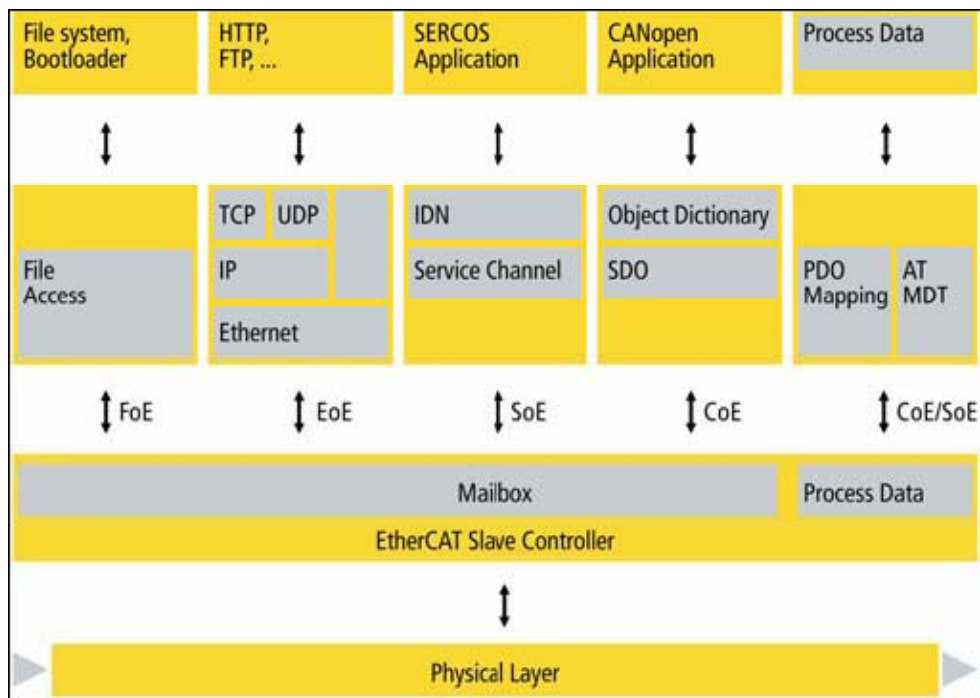 File system,
Bootloader
HTTP,
FTP, ...
SERCOS
Application
CANopen
Application
Process Data
File
Access
TCP
UDP
IP
Ethernet
IDN
Service Channel
Object Dictionary
SDO
PDO
Mapping
AT
MDT
FoE
EoE
SoE
CoE
CoE/SoE
Mailbox
Process Data
EtherCAT Slave Controller
Physical Layer